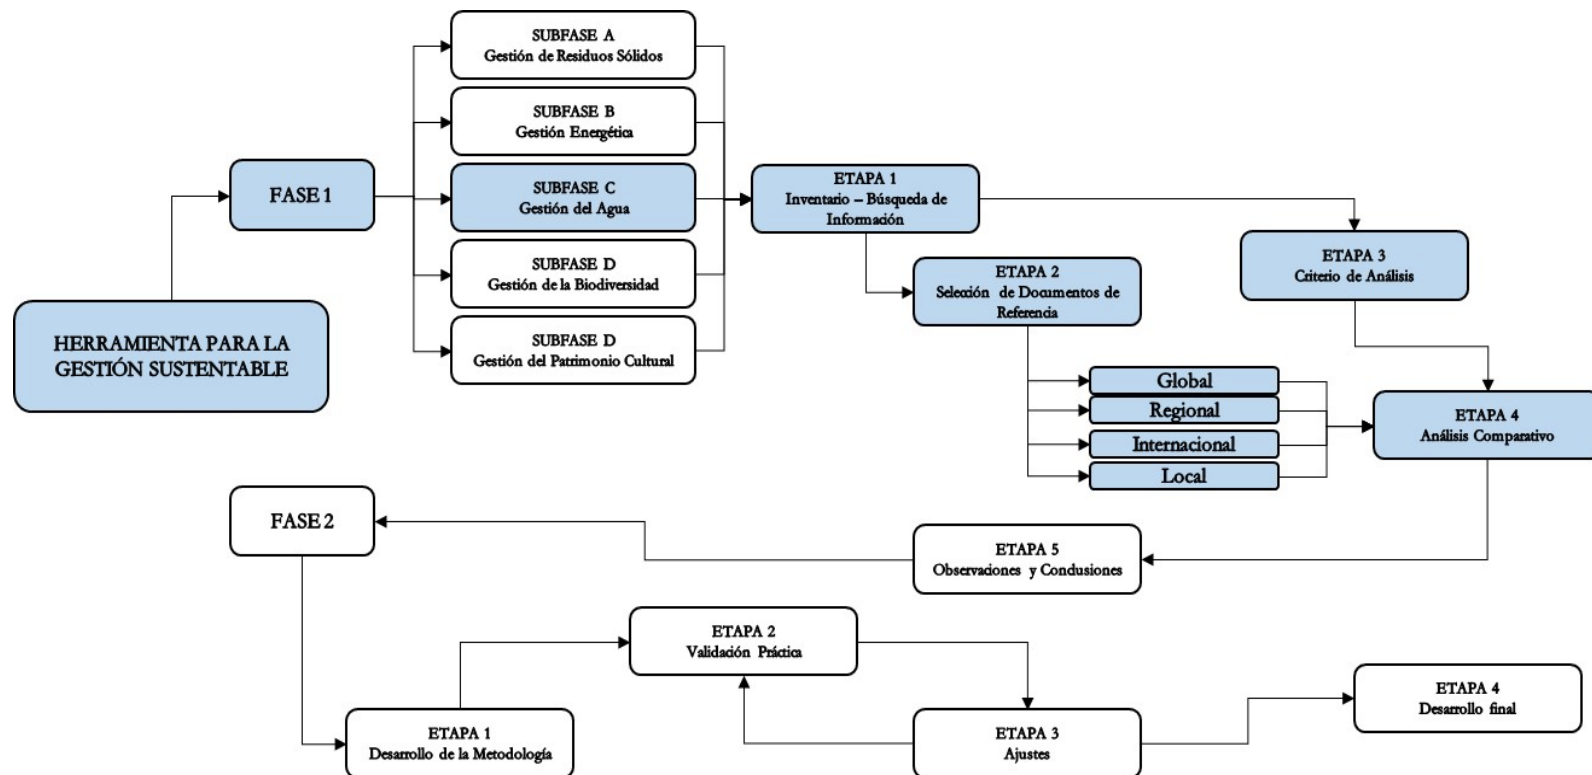 SUBFASE A
Gestión de Residuos Sólidos
SUBFASE B
Gestión Energética
FASE 1
SUBFASE C
Gestión del Agua
ETAPA 1
Inventario – Búsqueda de
Información
SUBFASE D
Gestión de la Biodiversidad
ETAPA 2
Selección de Documentos de
Referencia
ETAPA 3
Criterio de Análisis
HERRAMIENTA PARA LA
GESTIÓN SUSTENTABLE
SUBFASE D
Gestión del Patrimonio Cultural
Global
Regional
Internacional
Local
ETAPA 4
Análisis Comparativo
FASE 2
ETAPA 5
Observaciones y Condusiones
ETAPA 2
Validación Práctica
ETAPA 1
Desarrollo de la Metodología
ETAPA 3
Ajustes
ETAPA 4
Desarrollo final